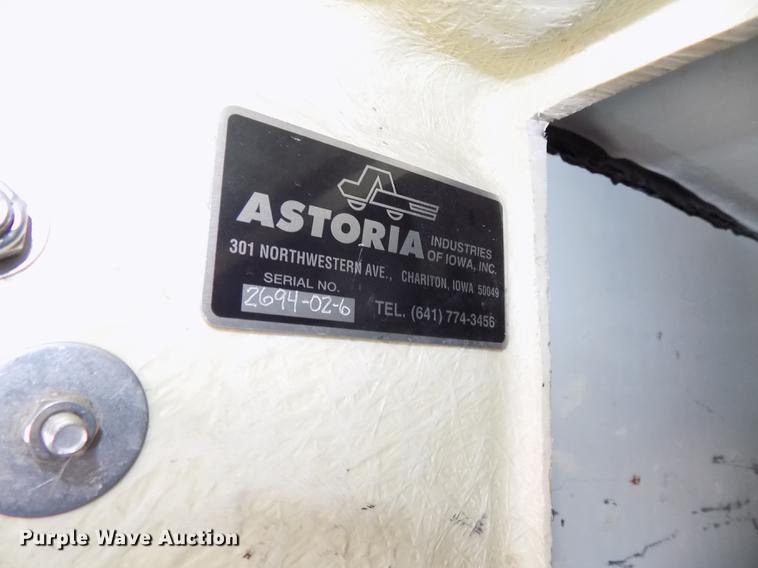 ASTORIA INDUSTRIES
OF IOWA, INC.
301 NORTHWESTERN AVE., CHARITON, IOWA 50049
SERIAL NO.
2694-02-6 TEL. (641) 774-3456
Purple Wave Auction